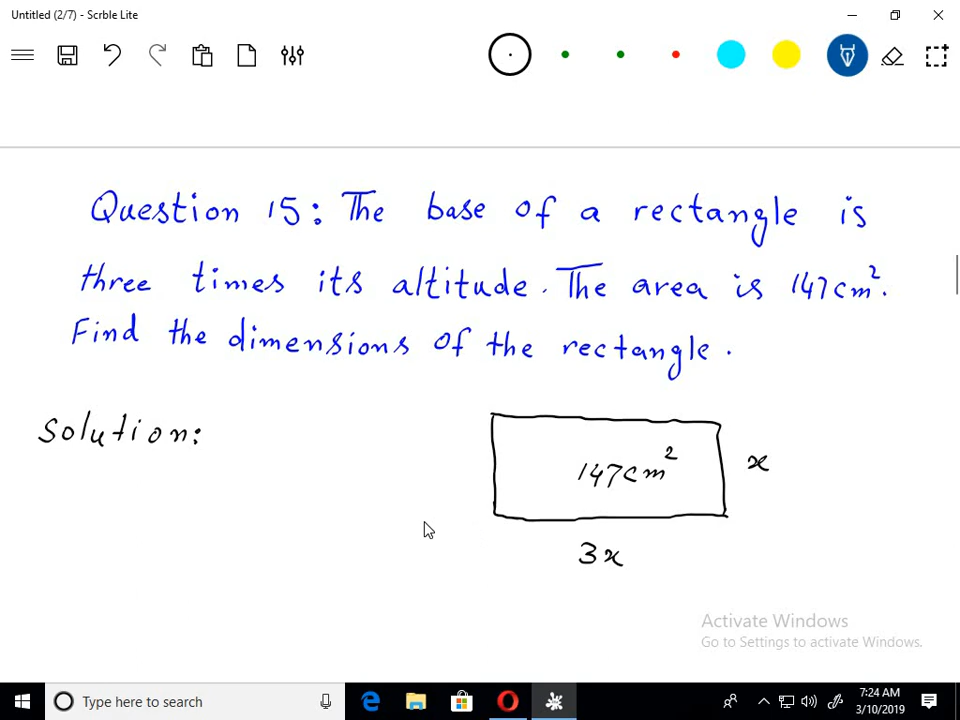 Untitled (2/7) - Scrble Lite
Question 15: The base of a rectangle is
three times its altitude. The area is 147cm².
Find the dimensions of the rectangle.
Solution:
147cm²
x
3x
Activate Windows
Go to Settings to activate Windows.
Type here to search
7:24 AM
3/10/2019